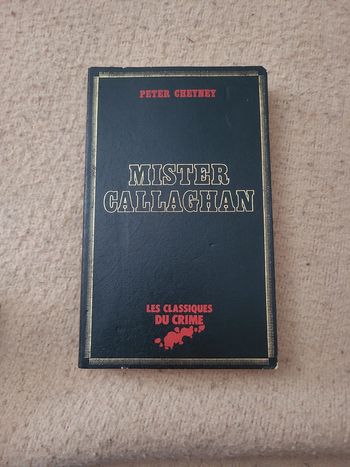 PETER CHEYNEY
MISTER
CALLAGHAN
LES CLASSIQUES
DU CRIME